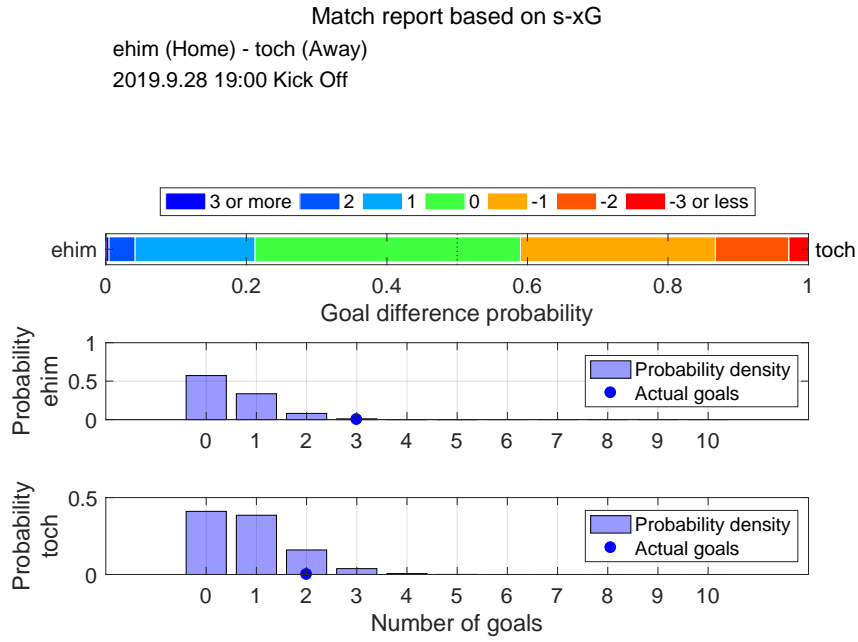 Match report based on s-xG
ehim (Home) - toch (Away)
2019.9.28 19:00 Kick Off
3 or more 2 1 0 -1 -2 -3 or less
ehim toch
0 0.2 0.4 0.6 0.8 1
Goal difference probability
Probability
ehim
1
0.5
0
Probability density
Actual goals
0 1 2 3 4 5 6 7 8 9 10
Probability
toch
0.5
0
Probability density
Actual goals
0 1 2 3 4 5 6 7 8 9 10
Number of goals